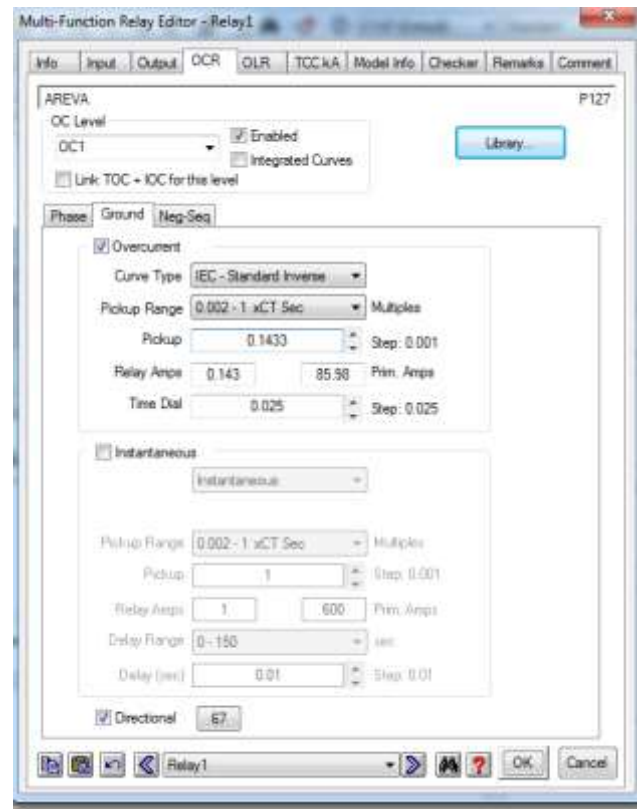 Multi-Function Relay Editor - Relay1
Info Input Output OCR OLR TCC kA Model Info Checker Remarks Comment
AREVA P127
OC Level
OC1
Enabled
Integrated Curves
Library...
Link TOC + IOC for this level
Phase Ground Neg-Seq
Overcurrent
Curve Type IEC - Standard Inverse
Pickup Range 0.002 - 1 xCT Sec Multiples
Pickup 0.1433 Step: 0.001
Relay Amps 0.143 85.98 Prim. Amps
Time Dial 0.025 Step: 0.025
Instantaneous
Instantaneous
Pickup Range 0.002 - 1 xCT Sec Multiples
Pickup 1 Step: 0.001
Relay Amps 1 600 Prim. Amps
Delay Range 0 - 150 sec
Delay (sec) 0.01 Step: 0.01
Directional 67
Relay1 ? OK Cancel